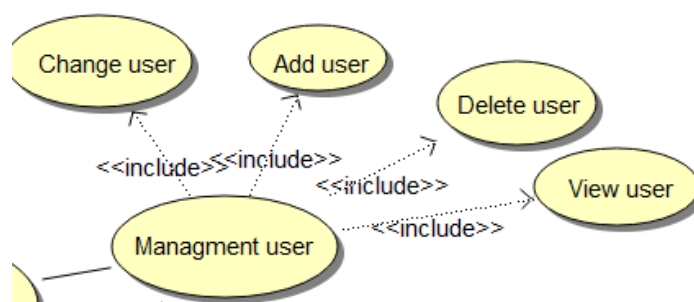 Change user
Add user
Delete user
<<include>>
<<include>>
<<include>>
View user
<<include>>
Managment user